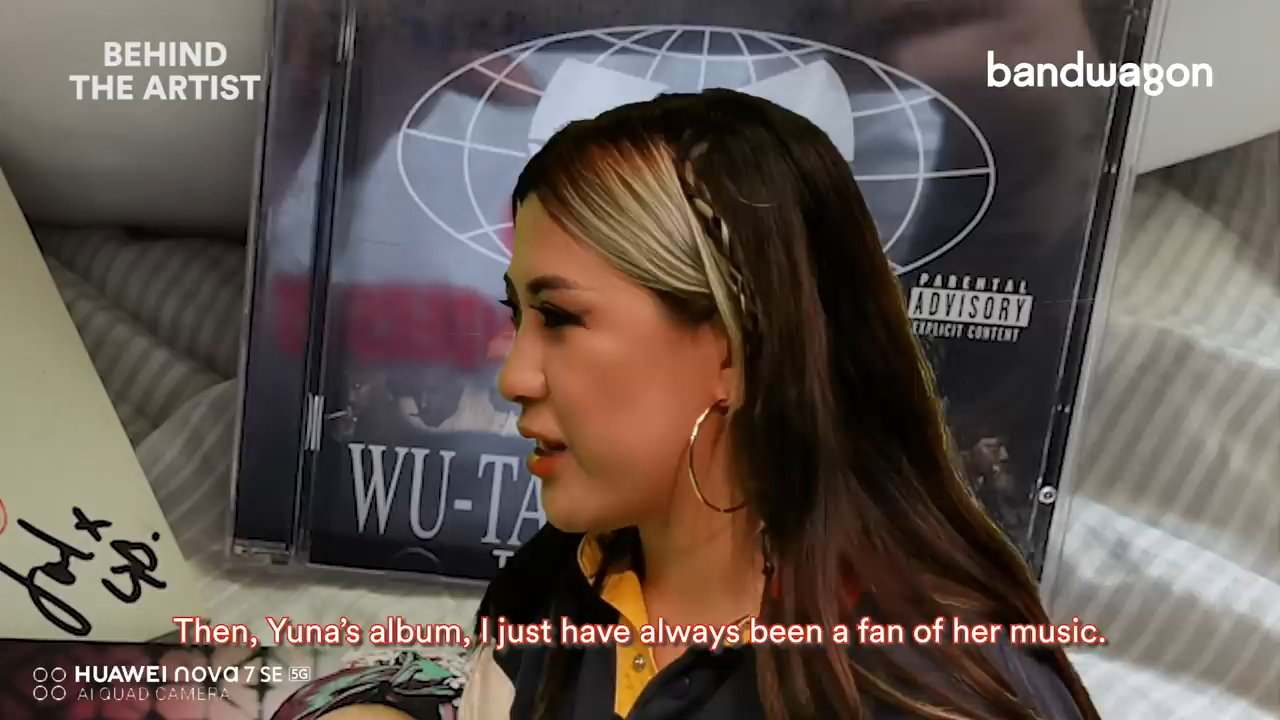 BEHIND
THE ARTIST
bandwagon
PARENTAL
ADVISORY
EXPLICIT CONTENT
WU-TA
Then, Yuna's album, I just have always been a fan of her music.
HUAWEI nova 7 SE 5G
AI QUAD CAMERA